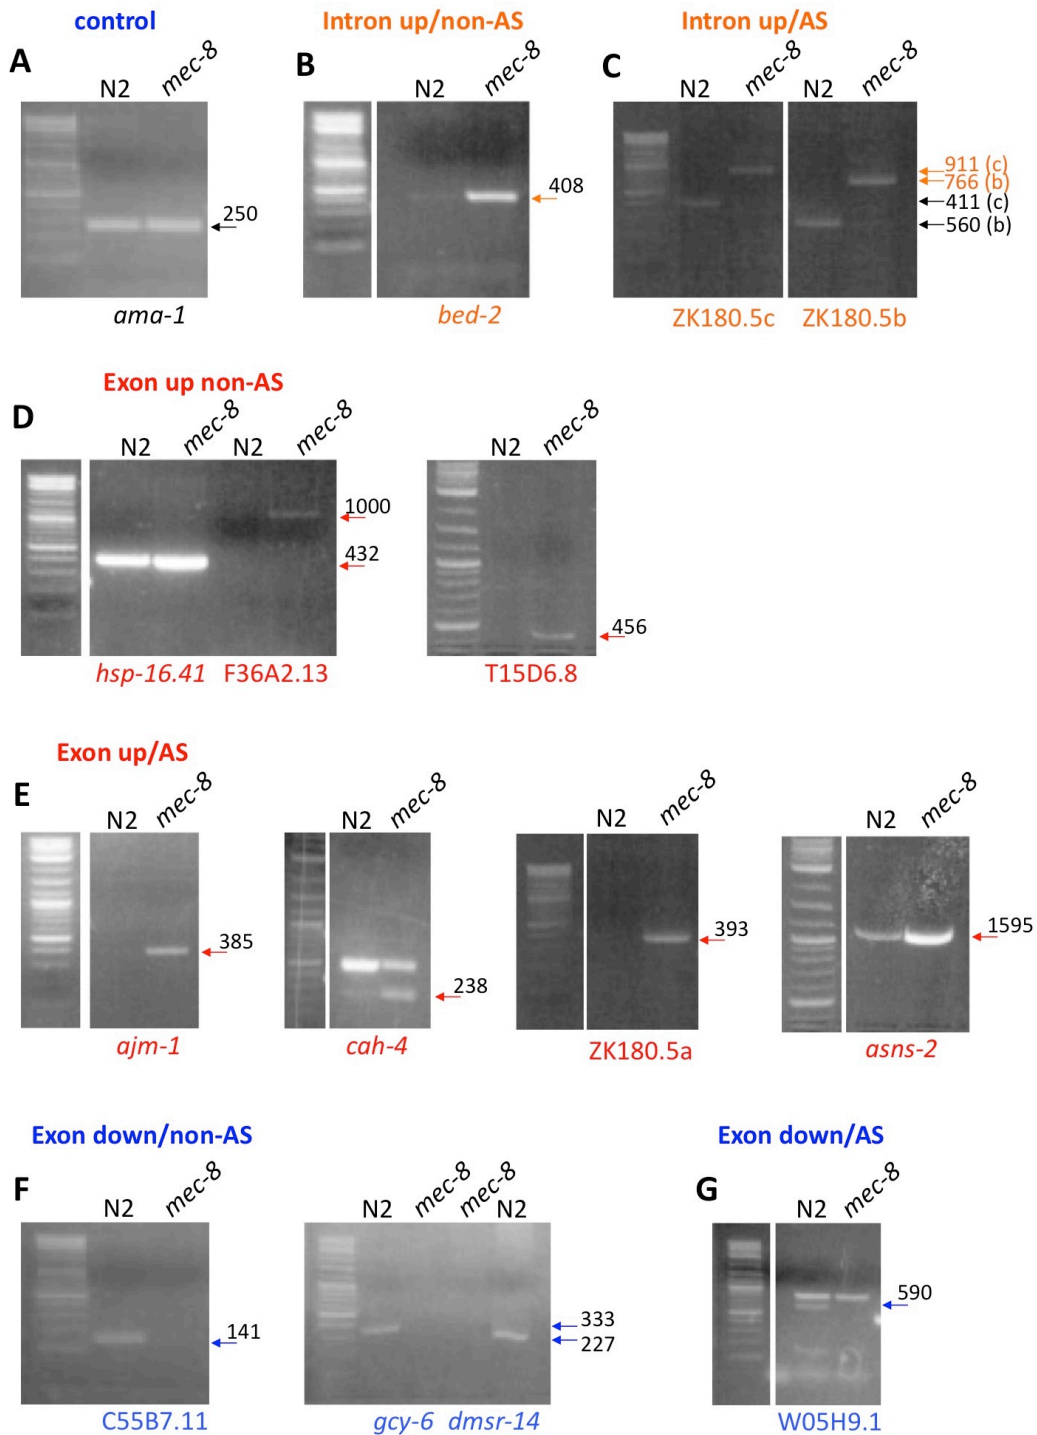 control
Intron up/non-AS
Intron up/AS
A
N2
mec-8
250
ama-1
B
N2
mec-8
408
bed-2
C
N2
mec-8
N2
mec-8
911 (c)
766 (b)
411 (c)
560 (b)
ZK180.5c
ZK180.5b
Exon up non-AS
D
N2
mec-8
N2
mec-8
1000
432
hsp-16.41
F36A2.13
N2
mec-8
456
T15D6.8
Exon up/AS
E
N2
mec-8
385
ajm-1
N2
mec-8
238
cah-4
N2
mec-8
393
ZK180.5a
N2
mec-8
1595
asns-2
Exon down/non-AS
Exon down/AS
F
N2
mec-8
141
C55B7.11
N2
mec-8
mec-8
N2
333
227
gcy-6
dmsr-14
G
N2
mec-8
590
W05H9.1